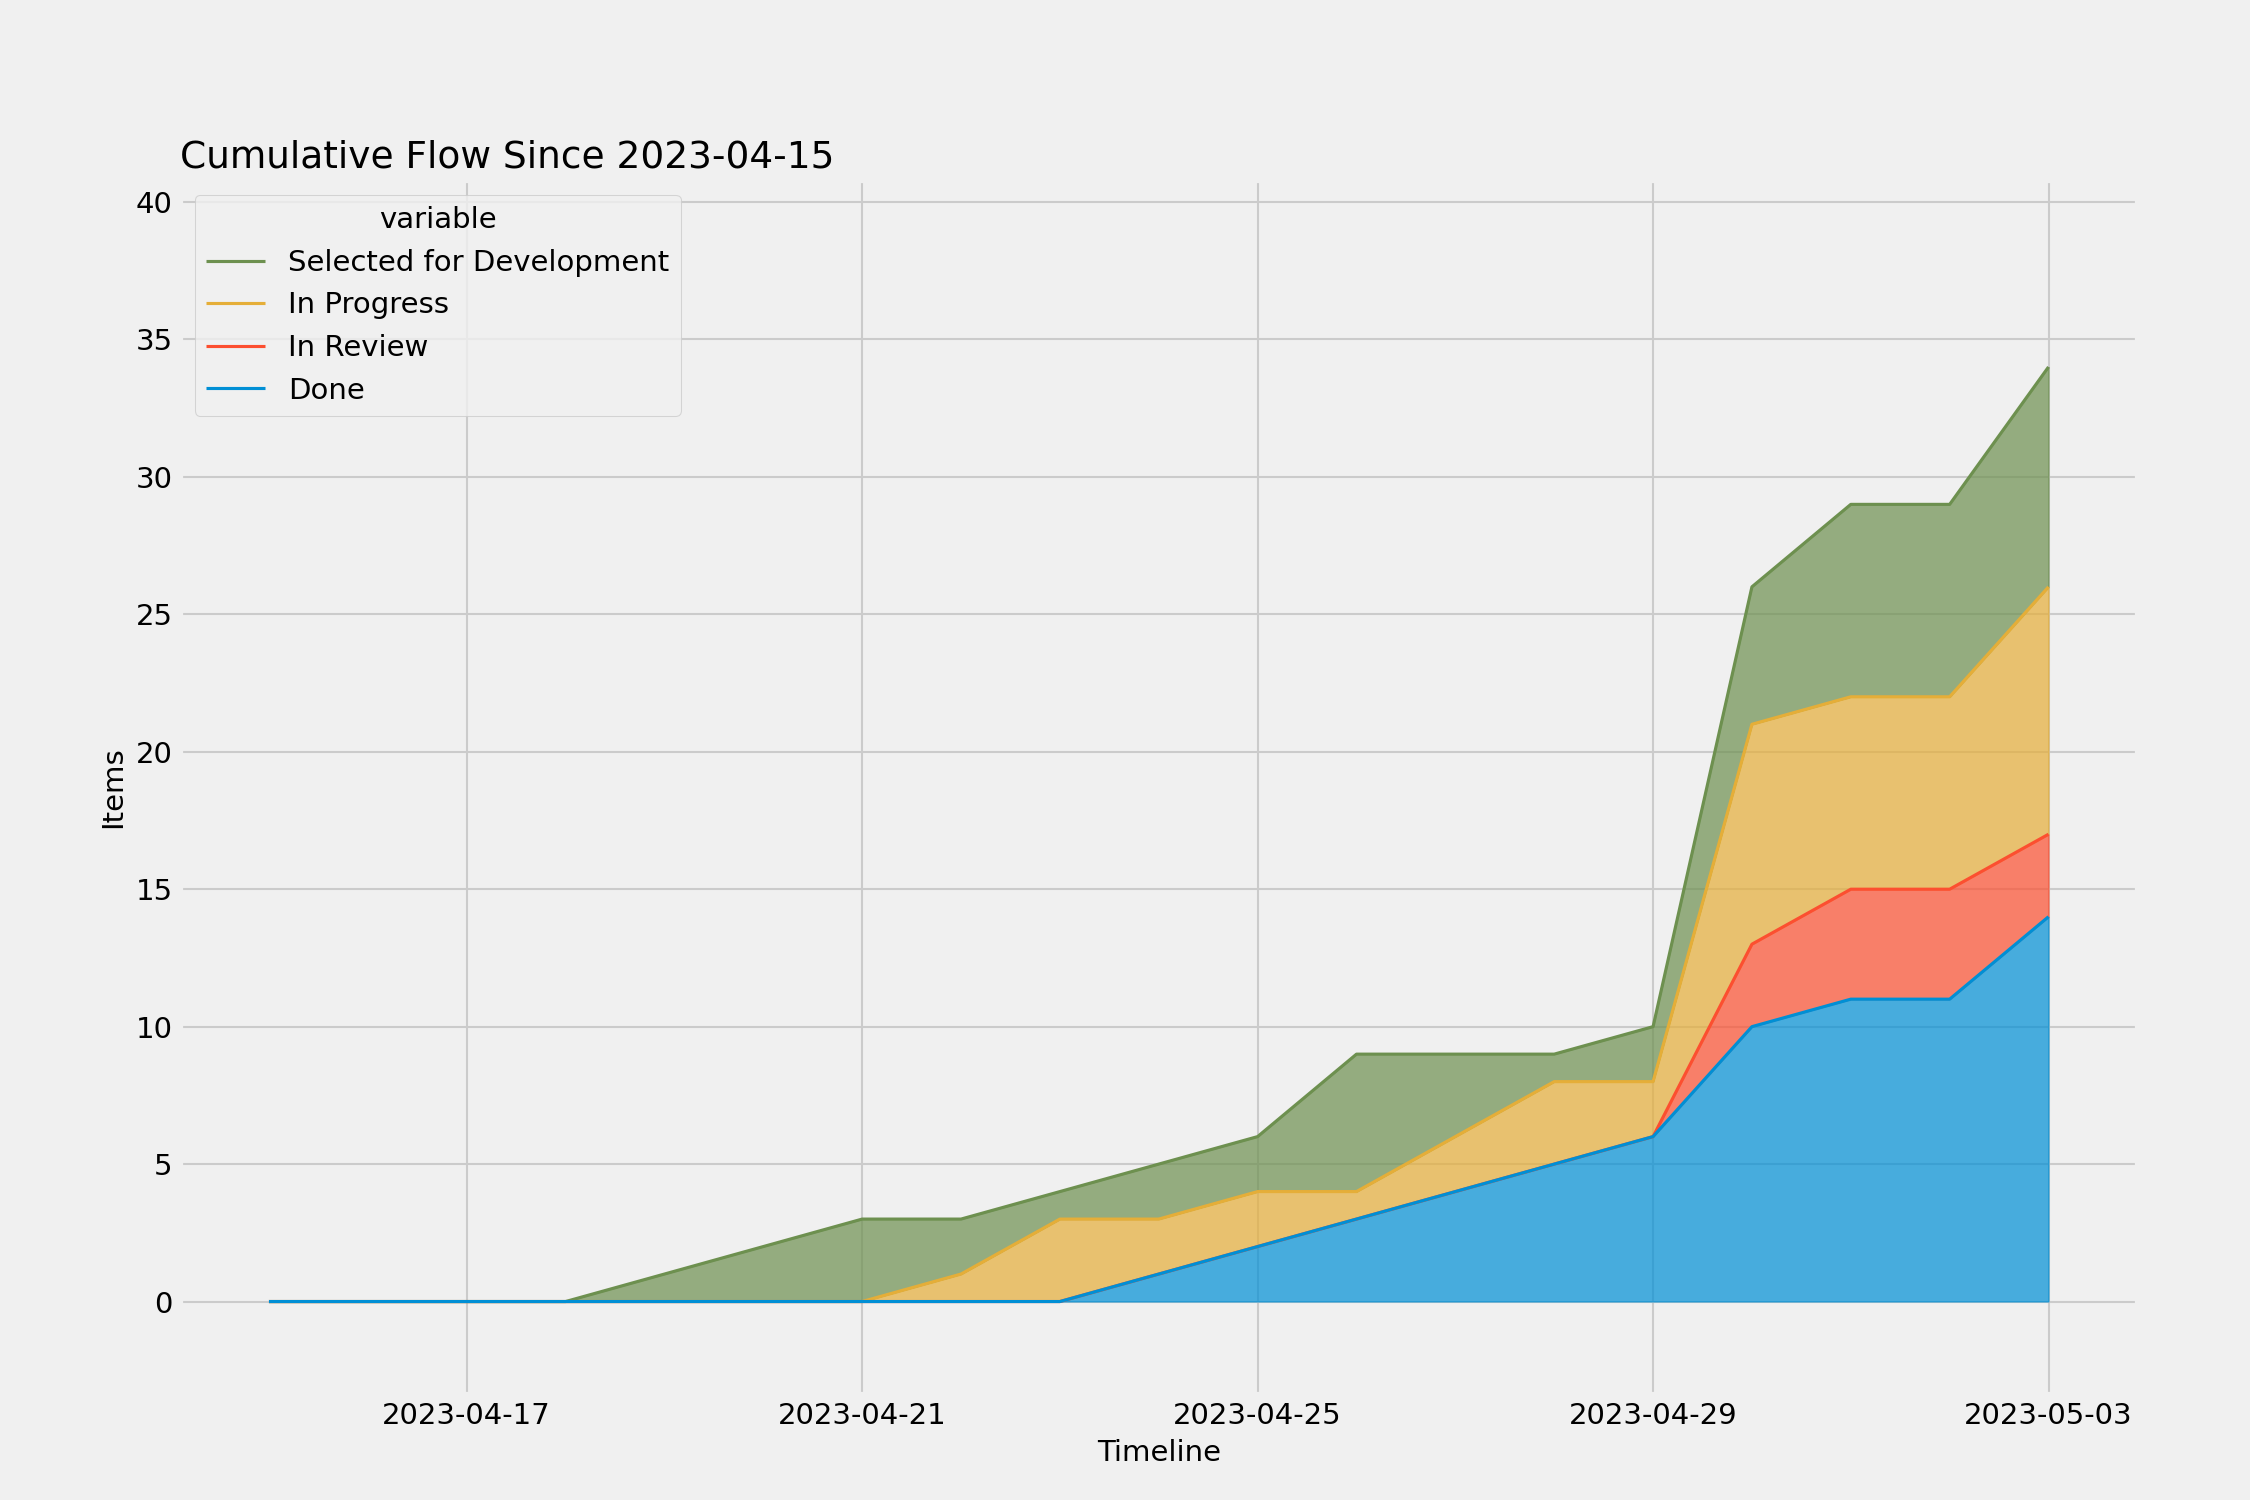 Cumulative Flow Since 2023-04-15
variable
Selected for Development
In Progress
In Review
Done
40
35
30
25
20
15
10
5
0
Items
2023-04-17 2023-04-21 2023-04-25 2023-04-29 2023-05-03
Timeline